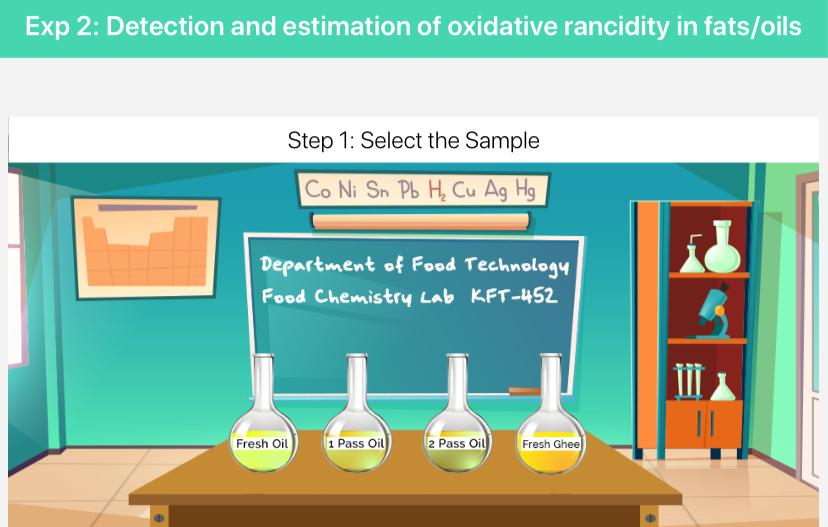 Exp 2: Detection and estimation of oxidative rancidity in fats/oils
Step 1: Select the Sample
Co Ni Sn Pb H₂ Cu Ag Hg
Department of Food Technology
Food Chemistry Lab KFT-452
Fresh Oil
1 Pass Oil
2 Pass Oil
Fresh Ghee